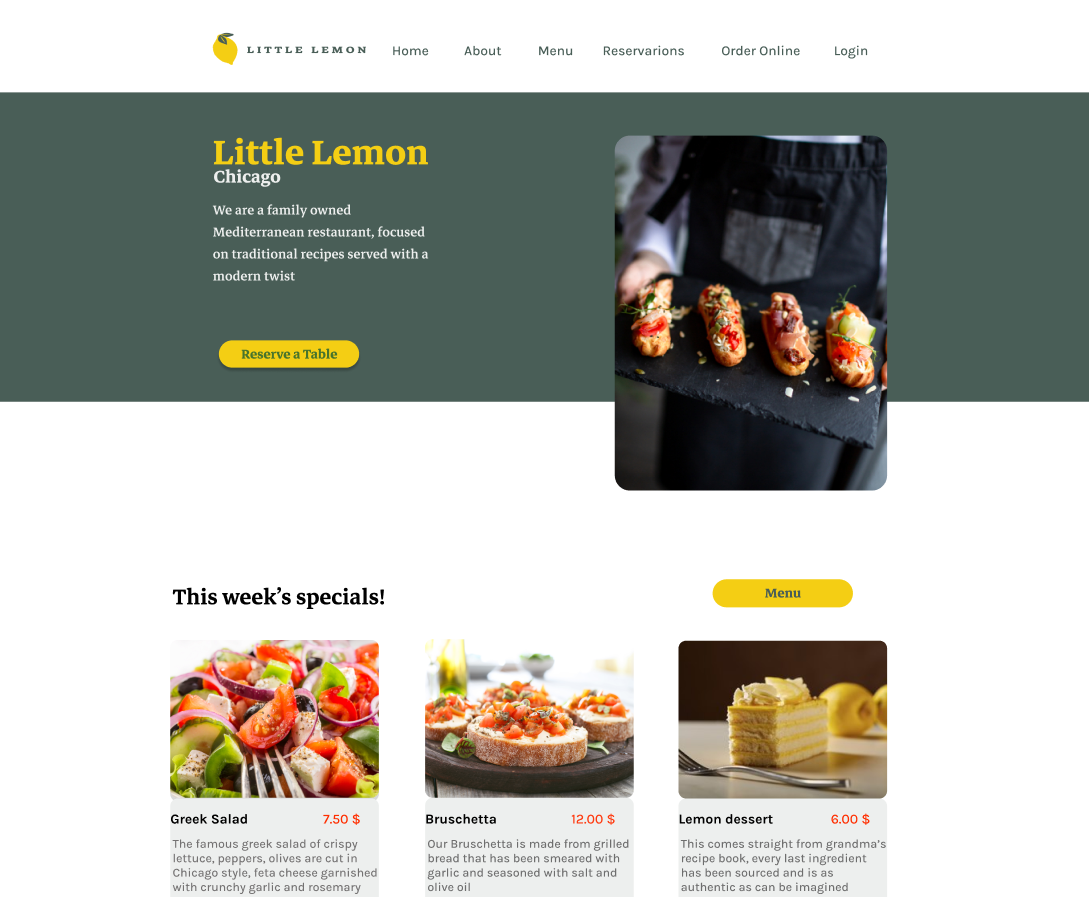 LITTLE LEMON Home About Menu Reservarions Order Online Login
Little Lemon
Chicago
We are a family owned
Mediterranean restaurant, focused
on traditional recipes served with a
modern twist
Reserve a Table
This week’s specials!
Menu
Greek Salad 7.50 $
The famous greek salad of crispy
lettuce, peppers, olives are cut in
Chicago style, feta cheese garnished
with crunchy garlic and rosemary
Bruschetta 12.00 $
Our Bruschetta is made from grilled
bread that has been smeared with
garlic and seasoned with salt and
olive oil
Lemon dessert 6.00 $
This comes straight from grandma’s
recipe book, every last ingredient
has been sourced and is as
authentic as can be imagined